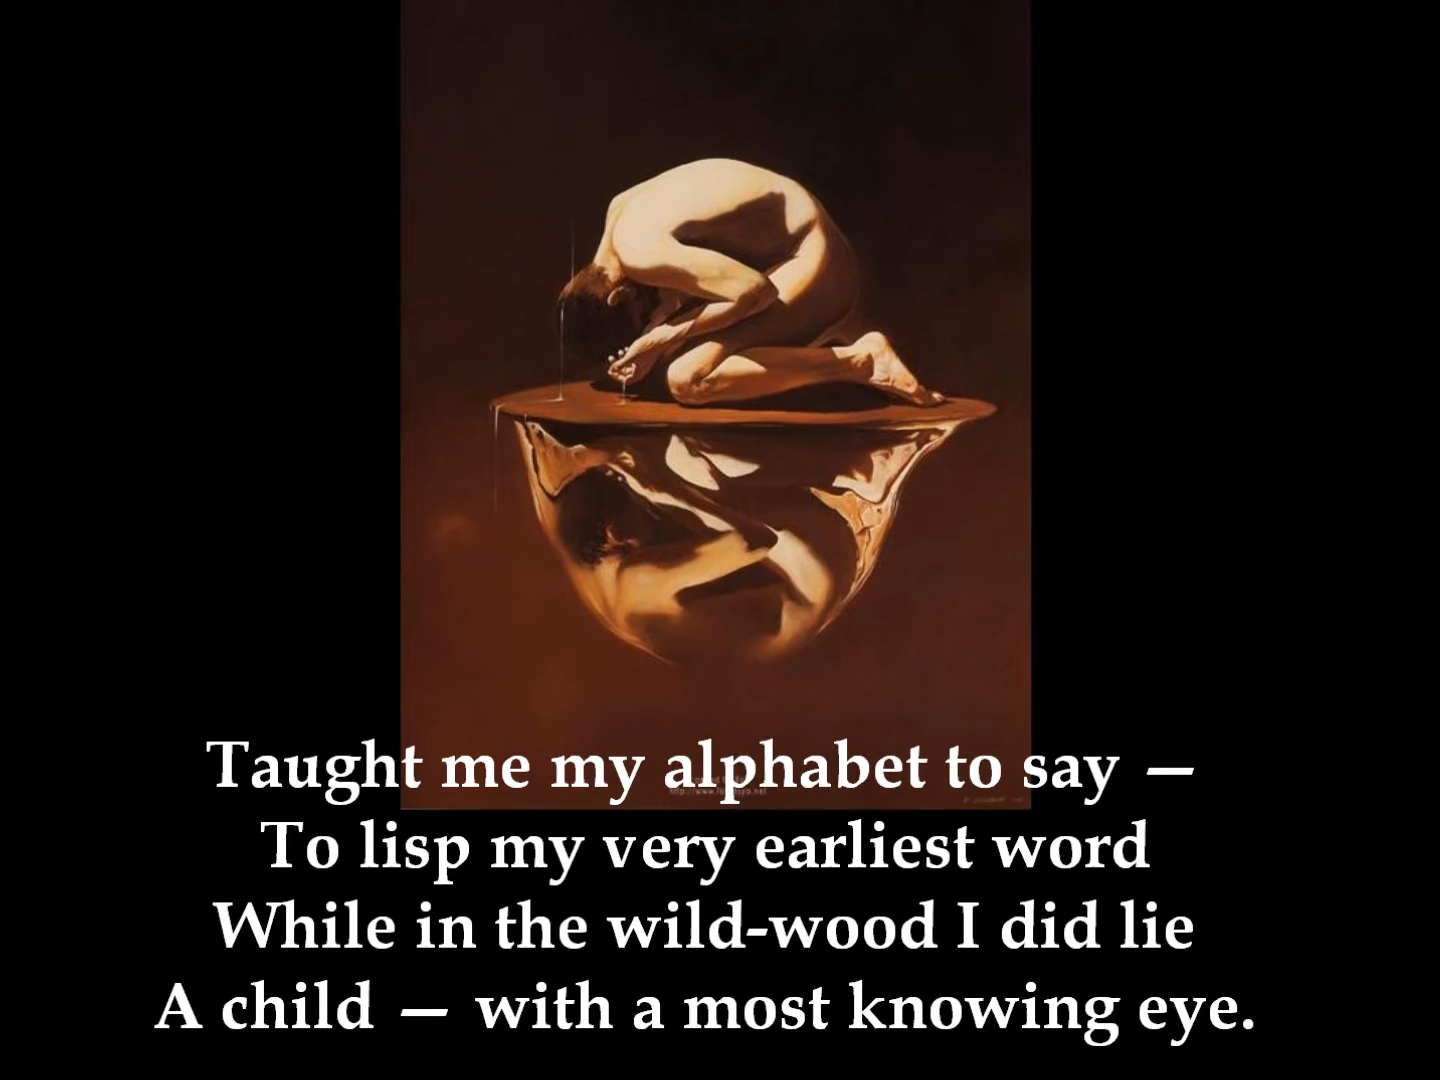 Taught me my alphabet to say —
To lisp my very earliest word
While in the wild-wood I did lie
A child — with a most knowing eye.